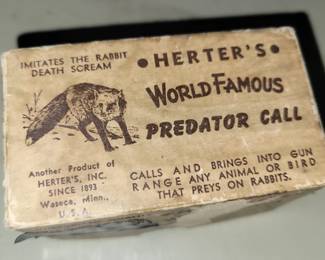 IMITATES THE RABBIT
DEATH SCREAM
• HERTER'S •
WORLD FAMOUS
PREDATOR CALL
Another Product of
HERTER'S, INC.
SINCE 1893
Waseca, Minn.,
U. S. A.
CALLS AND BRINGS INTO GUN
RANGE ANY ANIMAL OR BIRD
THAT PREYS ON RABBITS.